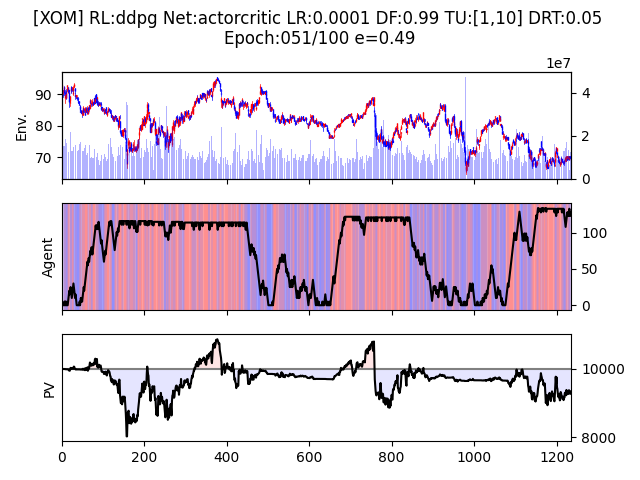 [XOM] RL:ddpg Net:actorcritic LR:0.0001 DF:0.99 TU:[1,10] DRT:0.05
Epoch:051/100 e=0.49
1e7
Env.
90
80
70
4
2
0
Agent
100
50
0
PV
10000
8000
0 200 400 600 800 1000 1200